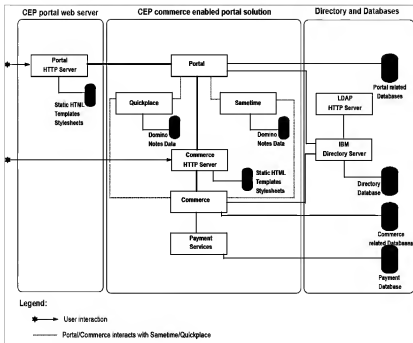 CEP portal web server
CEP commerce enabled portal solution
Directory and Databases
Portal
HTTP Server
Static HTML
Templates
Stylesheets
Portal
Quickplace
Sametime
Domino
Notes Data
Domino
Notes Data
Commerce
HTTP Server
Static HTML
Templates
Stylesheets
Commerce
Payment
Services
Portal related
Databases
LDAP
HTTP Server
IBM
Directory Server
Directory
Database
Commerce
related Databases
Payment
Database
Legend:
User interaction
Portal/Commerce interacts with Sametime/Quickplace